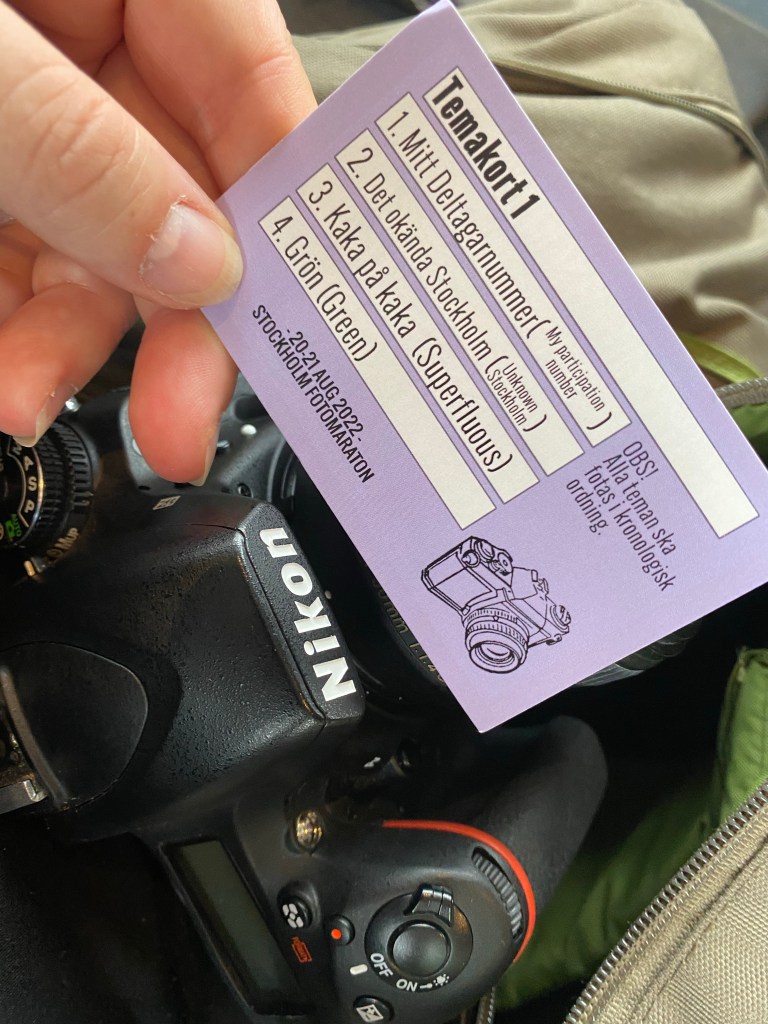 Temakort 1
1. Mitt Deltagarnummer( My participation number )
2. Det okända Stockholm ( Unknown Stockholm )
3. Kaka på kaka (Superfluous)
4. Grön (Green)
OBS!
Alla teman ska
fotas i kronologisk
ordning.
- 20-21 AUG 2022 -
STOCKHOLM FOTOMARATON
Nikon
A
S
P
MUP
OFF
ON